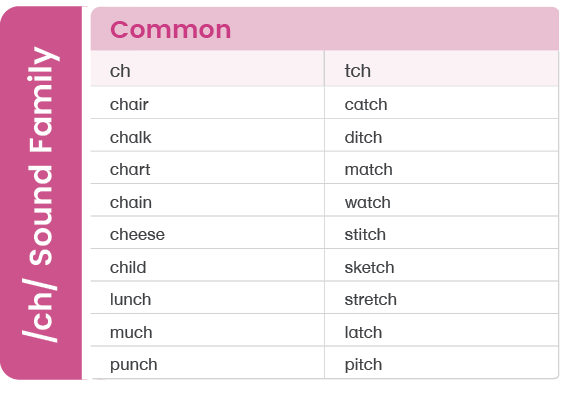 /ch/ Sound Family
Common
ch tch
chair catch
chalk ditch
chart match
chain watch
cheese stitch
child sketch
lunch stretch
much latch
punch pitch